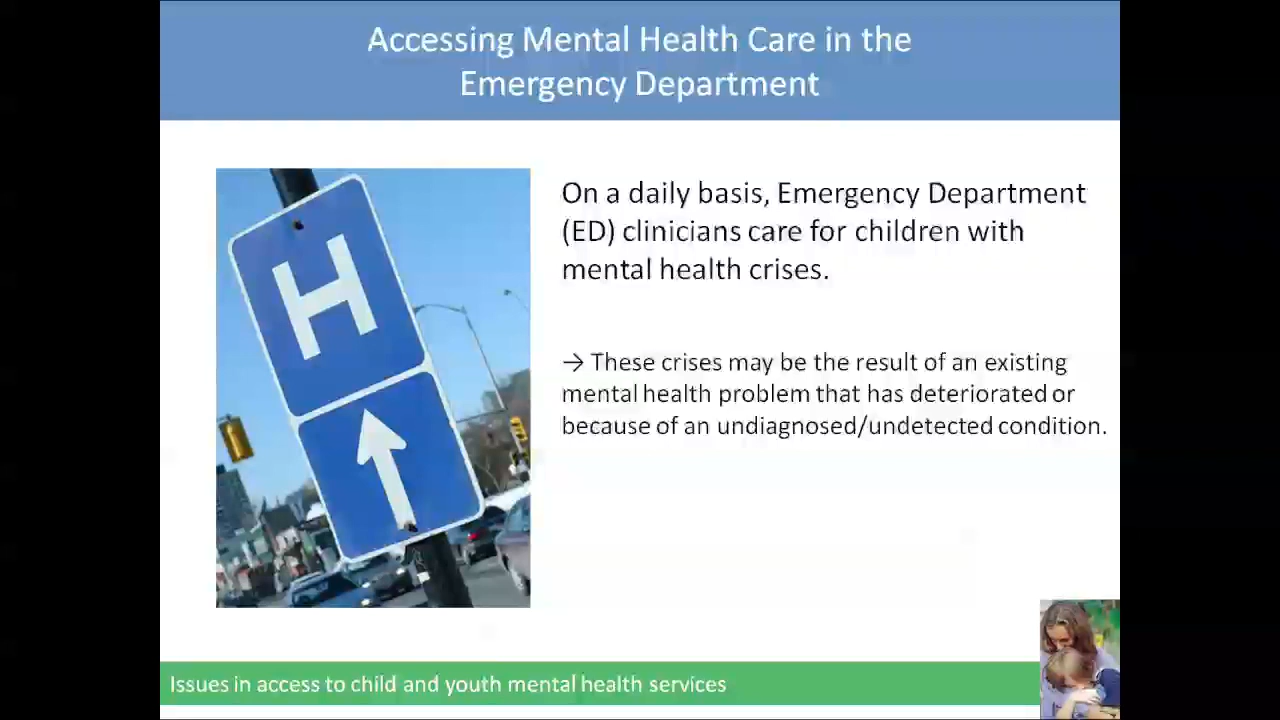 Accessing Mental Health Care in the
Emergency Department
H
On a daily basis, Emergency Department
(ED) clinicians care for children with
mental health crises.
→ These crises may be the result of an existing
mental health problem that has deteriorated or
because of an undiagnosed/undetected condition.
Issues in access to child and youth mental health services